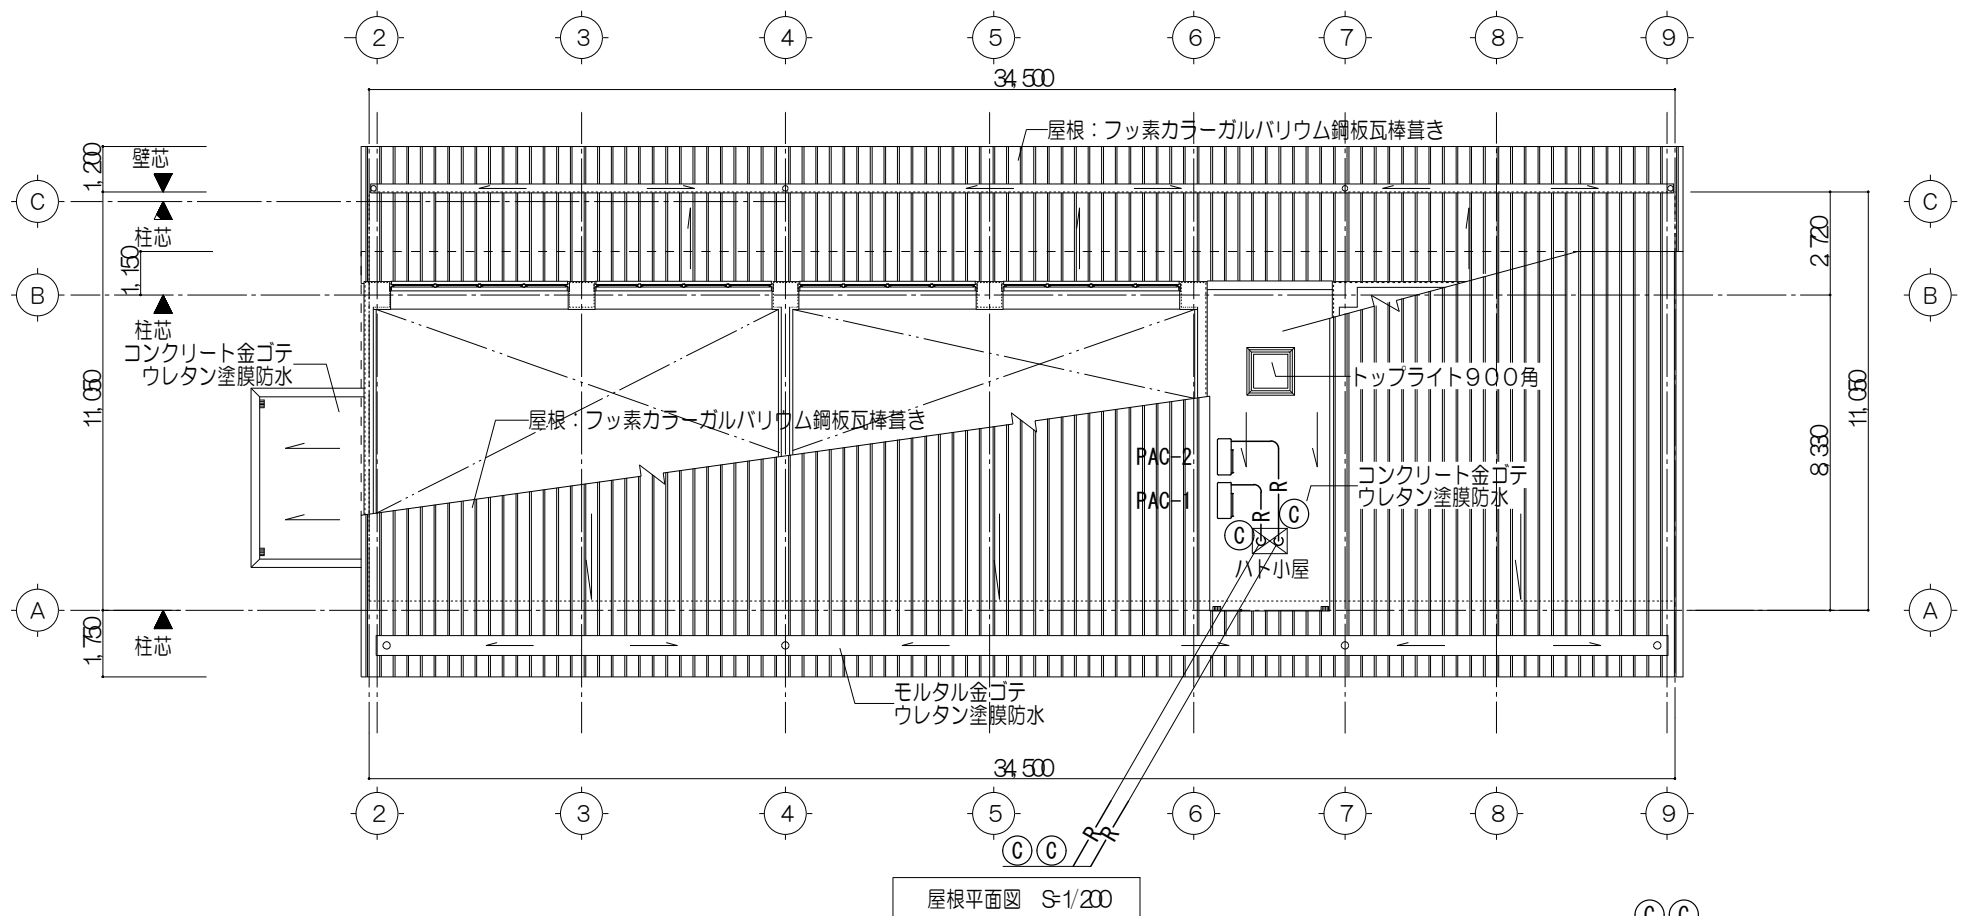 2 3 4 5 6 7 8 9
34,500
屋根：フッ素カラーガルバリウム鋼板瓦棒葺き
1,200
壁芯
C
C
柱芯
2,720
1,150
B
B
柱芯
コンクリート金ゴテ
ウレタン塗膜防水
トップライト900角
11,050
11,050
屋根：フッ素カラーガルバリウム鋼板瓦棒葺き
8,330
PAC-2
コンクリート金ゴテ
ウレタン塗膜防水
R
PAC-1
R
C
C
ハト小屋
A
A
1,750
柱芯
モルタル金ゴテ
ウレタン塗膜防水
34,500
2 3 4 5 6 7 8 9
R R
C C
屋根平面図 S=1/200
C C